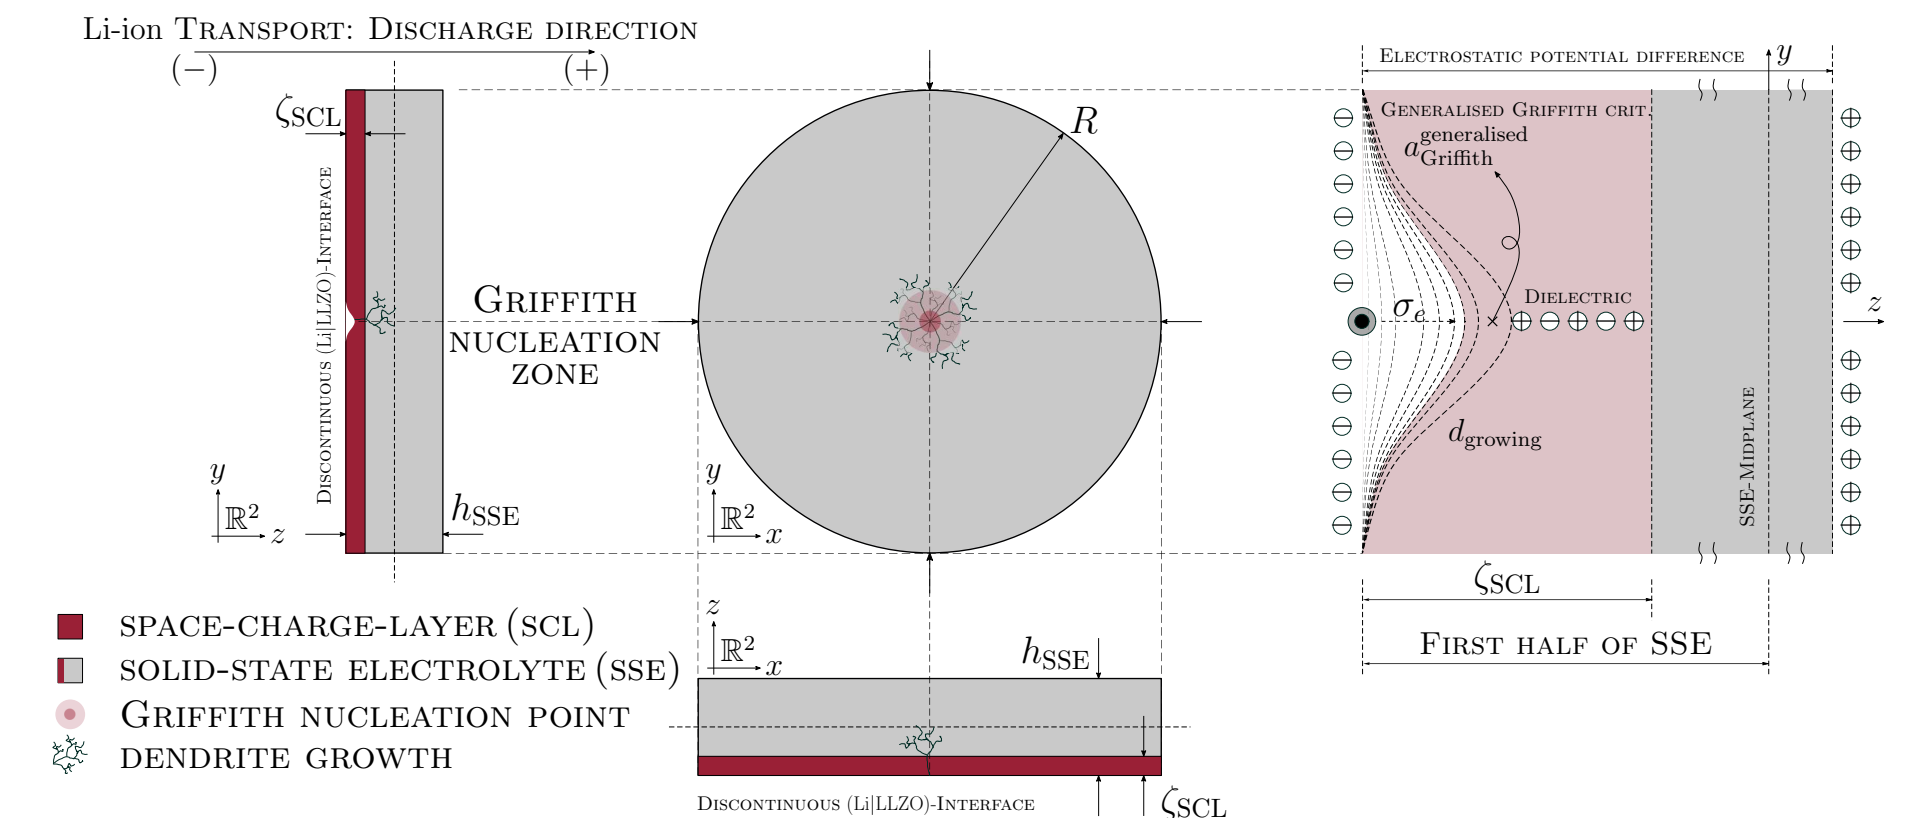 Li-ion Transport: Discharge direction
(−) (+)
ζSCL
Discontinuous (Li|LLZO)-Interface
y
ℝ²
z
hSSE
Griffith
nucleation
zone
R
y
ℝ²
x
Electrostatic potential difference
y
Generalised Griffith crit.
a generalised Griffith
Dielectric
σe
z
dgrowing
SSE-Midplane
ζSCL
First half of SSE
space-charge-layer (scl)
solid-state electrolyte (sse)
Griffith nucleation point
dendrite growth
z
ℝ²
x
hSSE
Discontinuous (Li|LLZO)-Interface
ζSCL